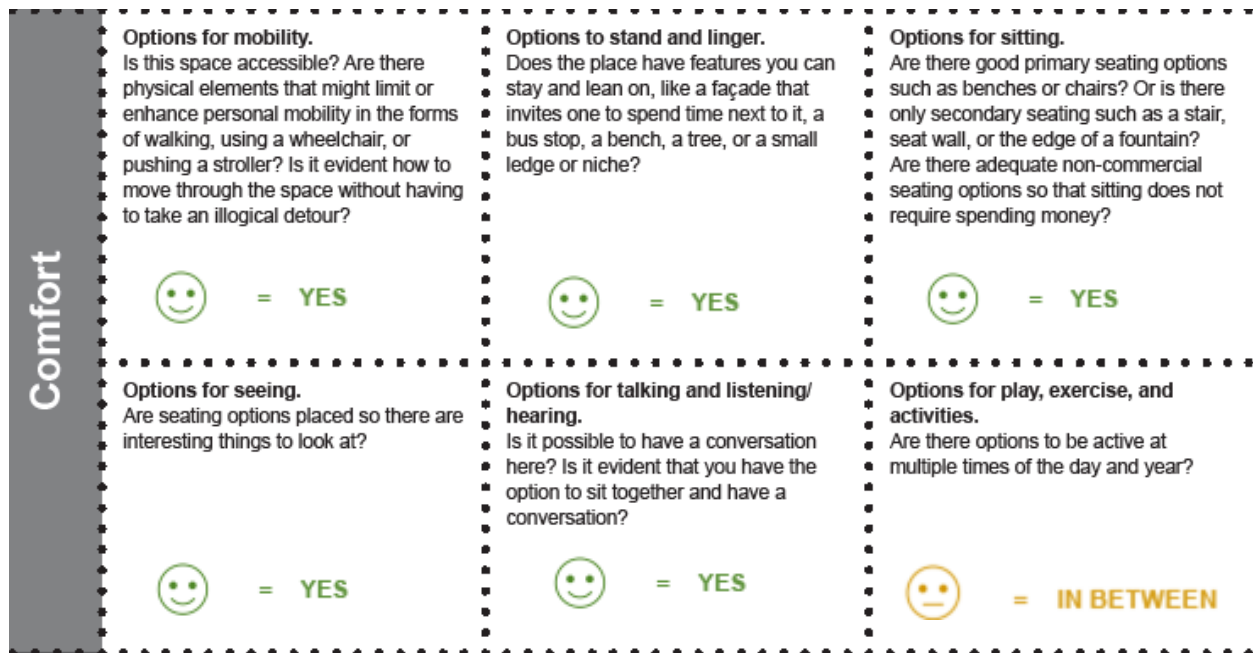 Comfort
Options for mobility.
Is this space accessible? Are there
physical elements that might limit or
enhance personal mobility in the forms
of walking, using a wheelchair, or
pushing a stroller? Is it evident how to
move through the space without having
to take an illogical detour?
= YES
Options to stand and linger.
Does the place have features you can
stay and lean on, like a façade that
invites one to spend time next to it, a
bus stop, a bench, a tree, or a small
ledge or niche?
= YES
Options for sitting.
Are there good primary seating options
such as benches or chairs? Or is there
only secondary seating such as a stair,
seat wall, or the edge of a fountain?
Are there adequate non-commercial
seating options so that sitting does not
require spending money?
= YES
Options for seeing.
Are seating options placed so there are
interesting things to look at?
= YES
Options for talking and listening/
hearing.
Is it possible to have a conversation
here? Is it evident that you have the
option to sit together and have a
conversation?
= YES
Options for play, exercise, and
activities.
Are there options to be active at
multiple times of the day and year?
= IN BETWEEN